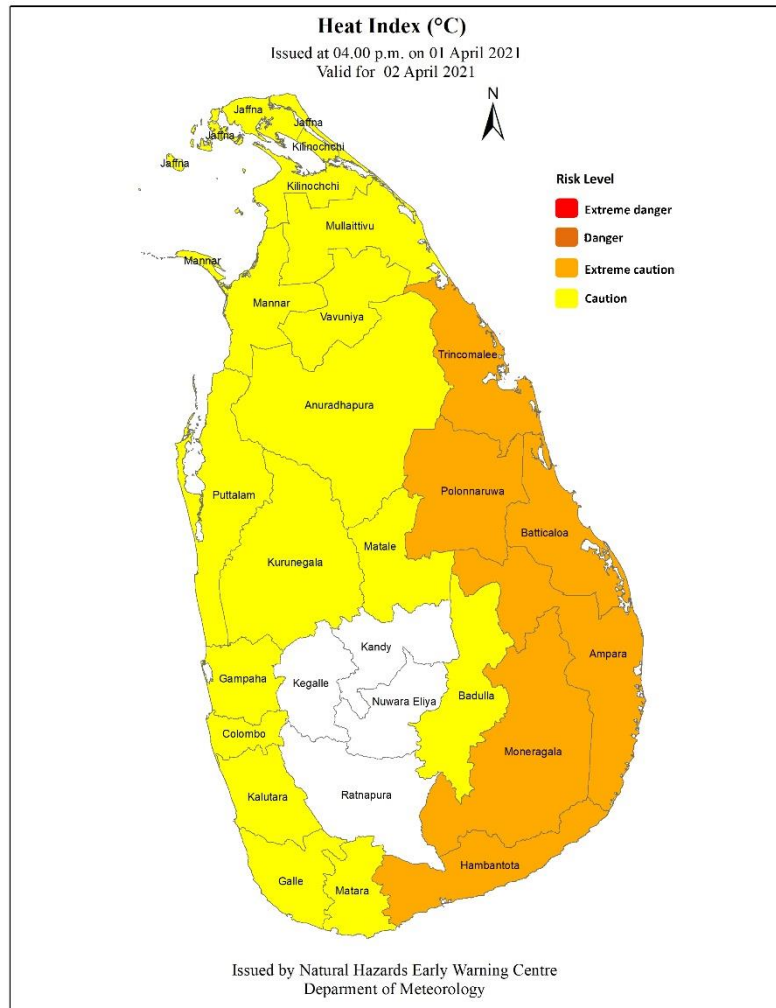 Heat Index (°C)
Issued at 04.00 p.m. on 01 April 2021
Valid for 02 April 2021
N
Jaffna
Jaffna
Jaffna
Jaffna
Kilinochchi
Kilinochchi
Mullaittivu
Mannar
Mannar
Vavuniya
Trincomalee
Anuradhapura
Polonnaruwa
Puttalam
Batticaloa
Matale
Kurunegala
Kandy
Ampara
Gampaha
Kegalle
Nuwara Eliya
Badulla
Colombo
Moneragala
Kalutara
Ratnapura
Hambantota
Galle
Matara
Risk Level
Extreme danger
Danger
Extreme caution
Caution
Issued by Natural Hazards Early Warning Centre
Deparment of Meteorology